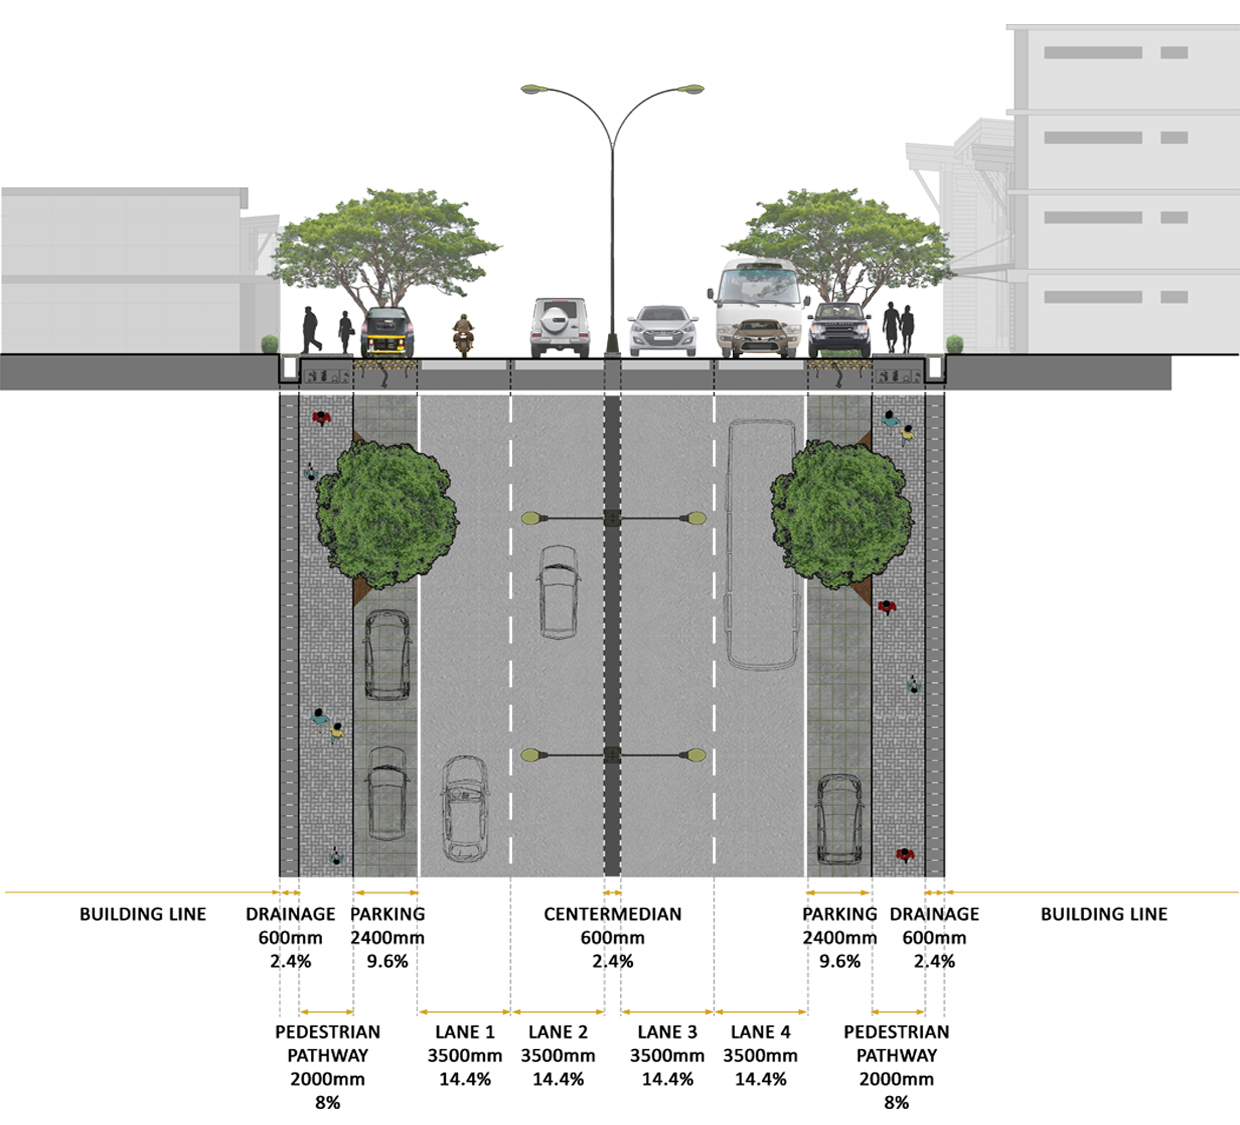 BUILDING LINE
DRAINAGE
600mm
2.4%
PARKING
2400mm
9.6%
CENTERMEDIAN
600mm
2.4%
PARKING
2400mm
9.6%
DRAINAGE
600mm
2.4%
BUILDING LINE
PEDESTRIAN
PATHWAY
2000mm
8%
LANE 1
3500mm
14.4%
LANE 2
3500mm
14.4%
LANE 3
3500mm
14.4%
LANE 4
3500mm
14.4%
PEDESTRIAN
PATHWAY
2000mm
8%